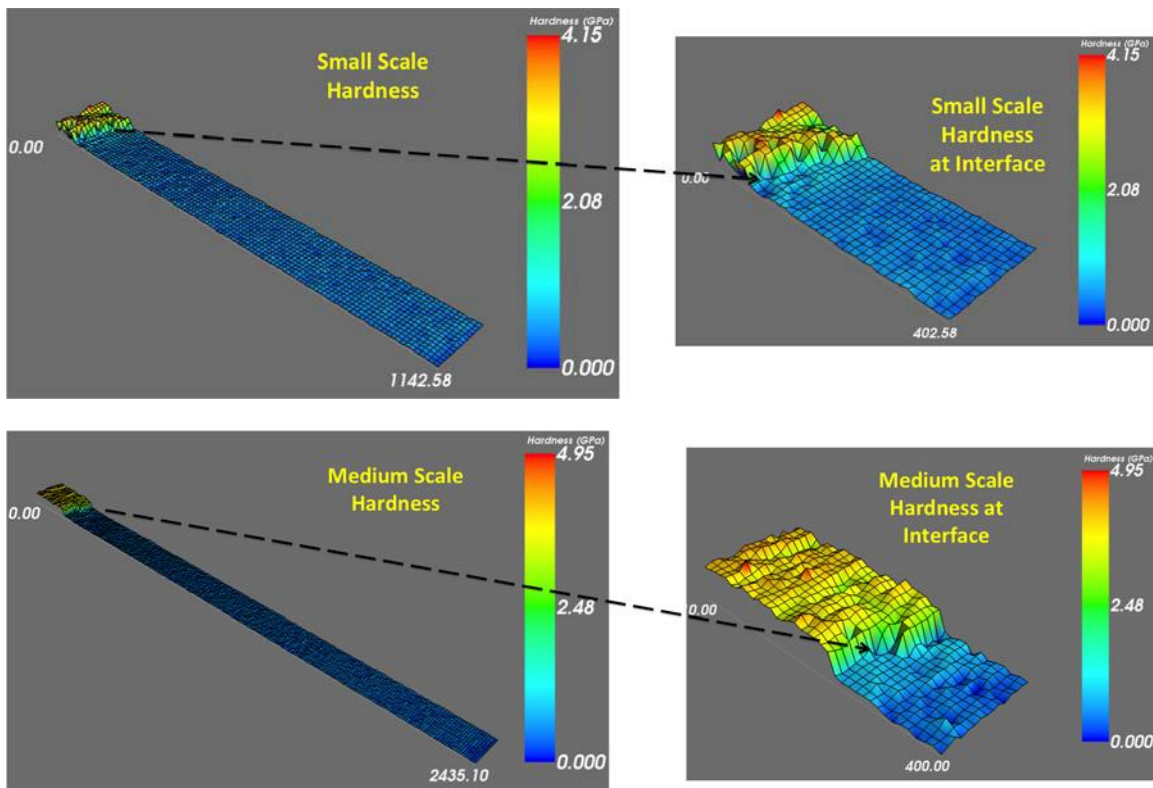 Hardness (GPa)
4.15
Small Scale
Hardness
0.00
2.08
0.000
1142.58
Hardness (GPa)
4.15
Small Scale
Hardness
at Interface
0.00
2.08
0.000
402.58
Hardness (GPa)
4.95
Medium Scale
Hardness
0.00
2.48
0.000
2435.10
Hardness (GPa)
4.95
Medium Scale
Hardness at
Interface
0.00
2.48
0.000
400.00